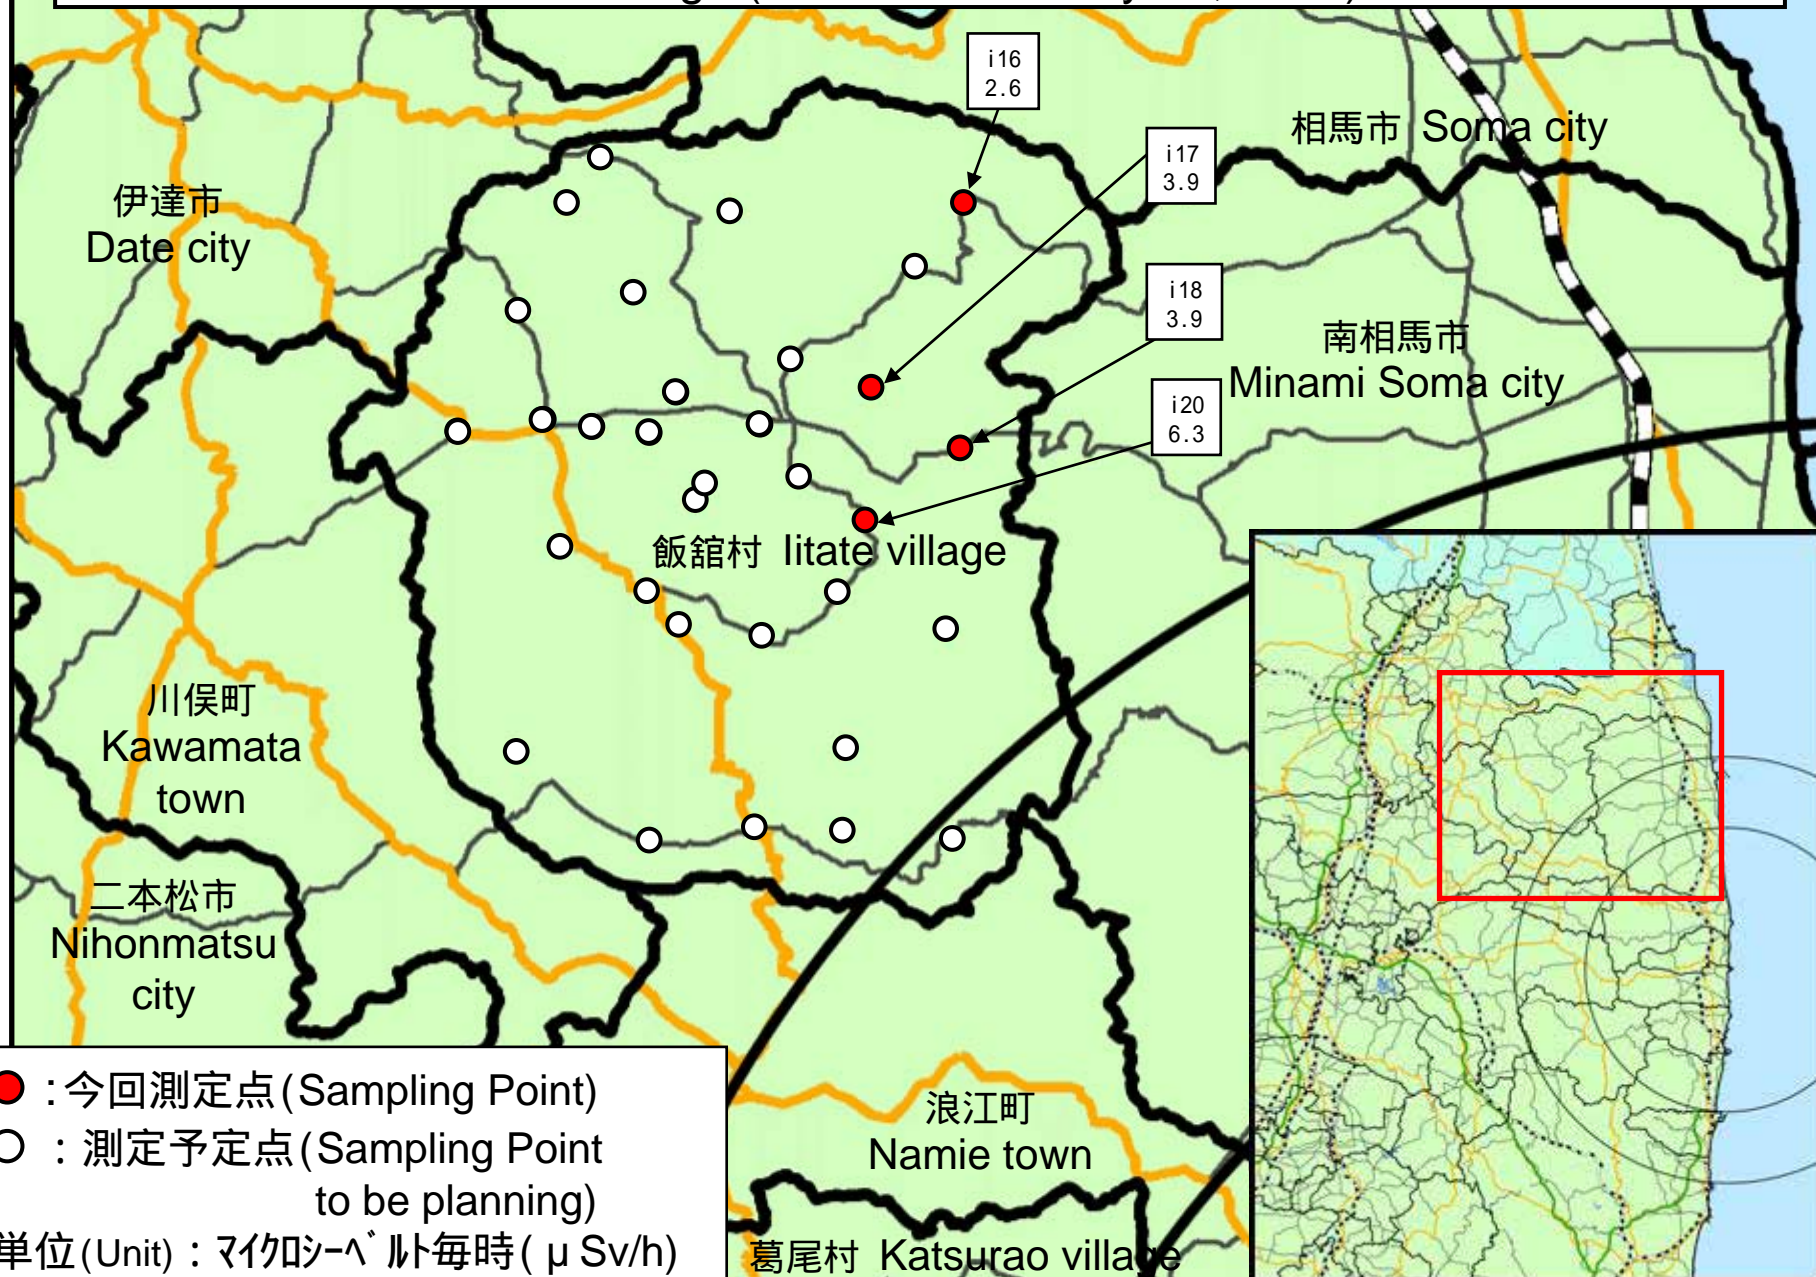 i16
2.6
相馬市 Soma city
i17
3.9
伊達市
Date city
i18
3.9
南相馬市
Minami Soma city
i20
6.3
飯舘村 Iitate village
川俣町
Kawamata
town
二本松市
Nihonmatsu
city
:今回測定点(Sampling Point)
:測定予定点(Sampling Point
to be planning)
浪江町
Namie town
単位(Unit):マイクロシーベルト毎時(μSv/h)
葛尾村 Katsurao village